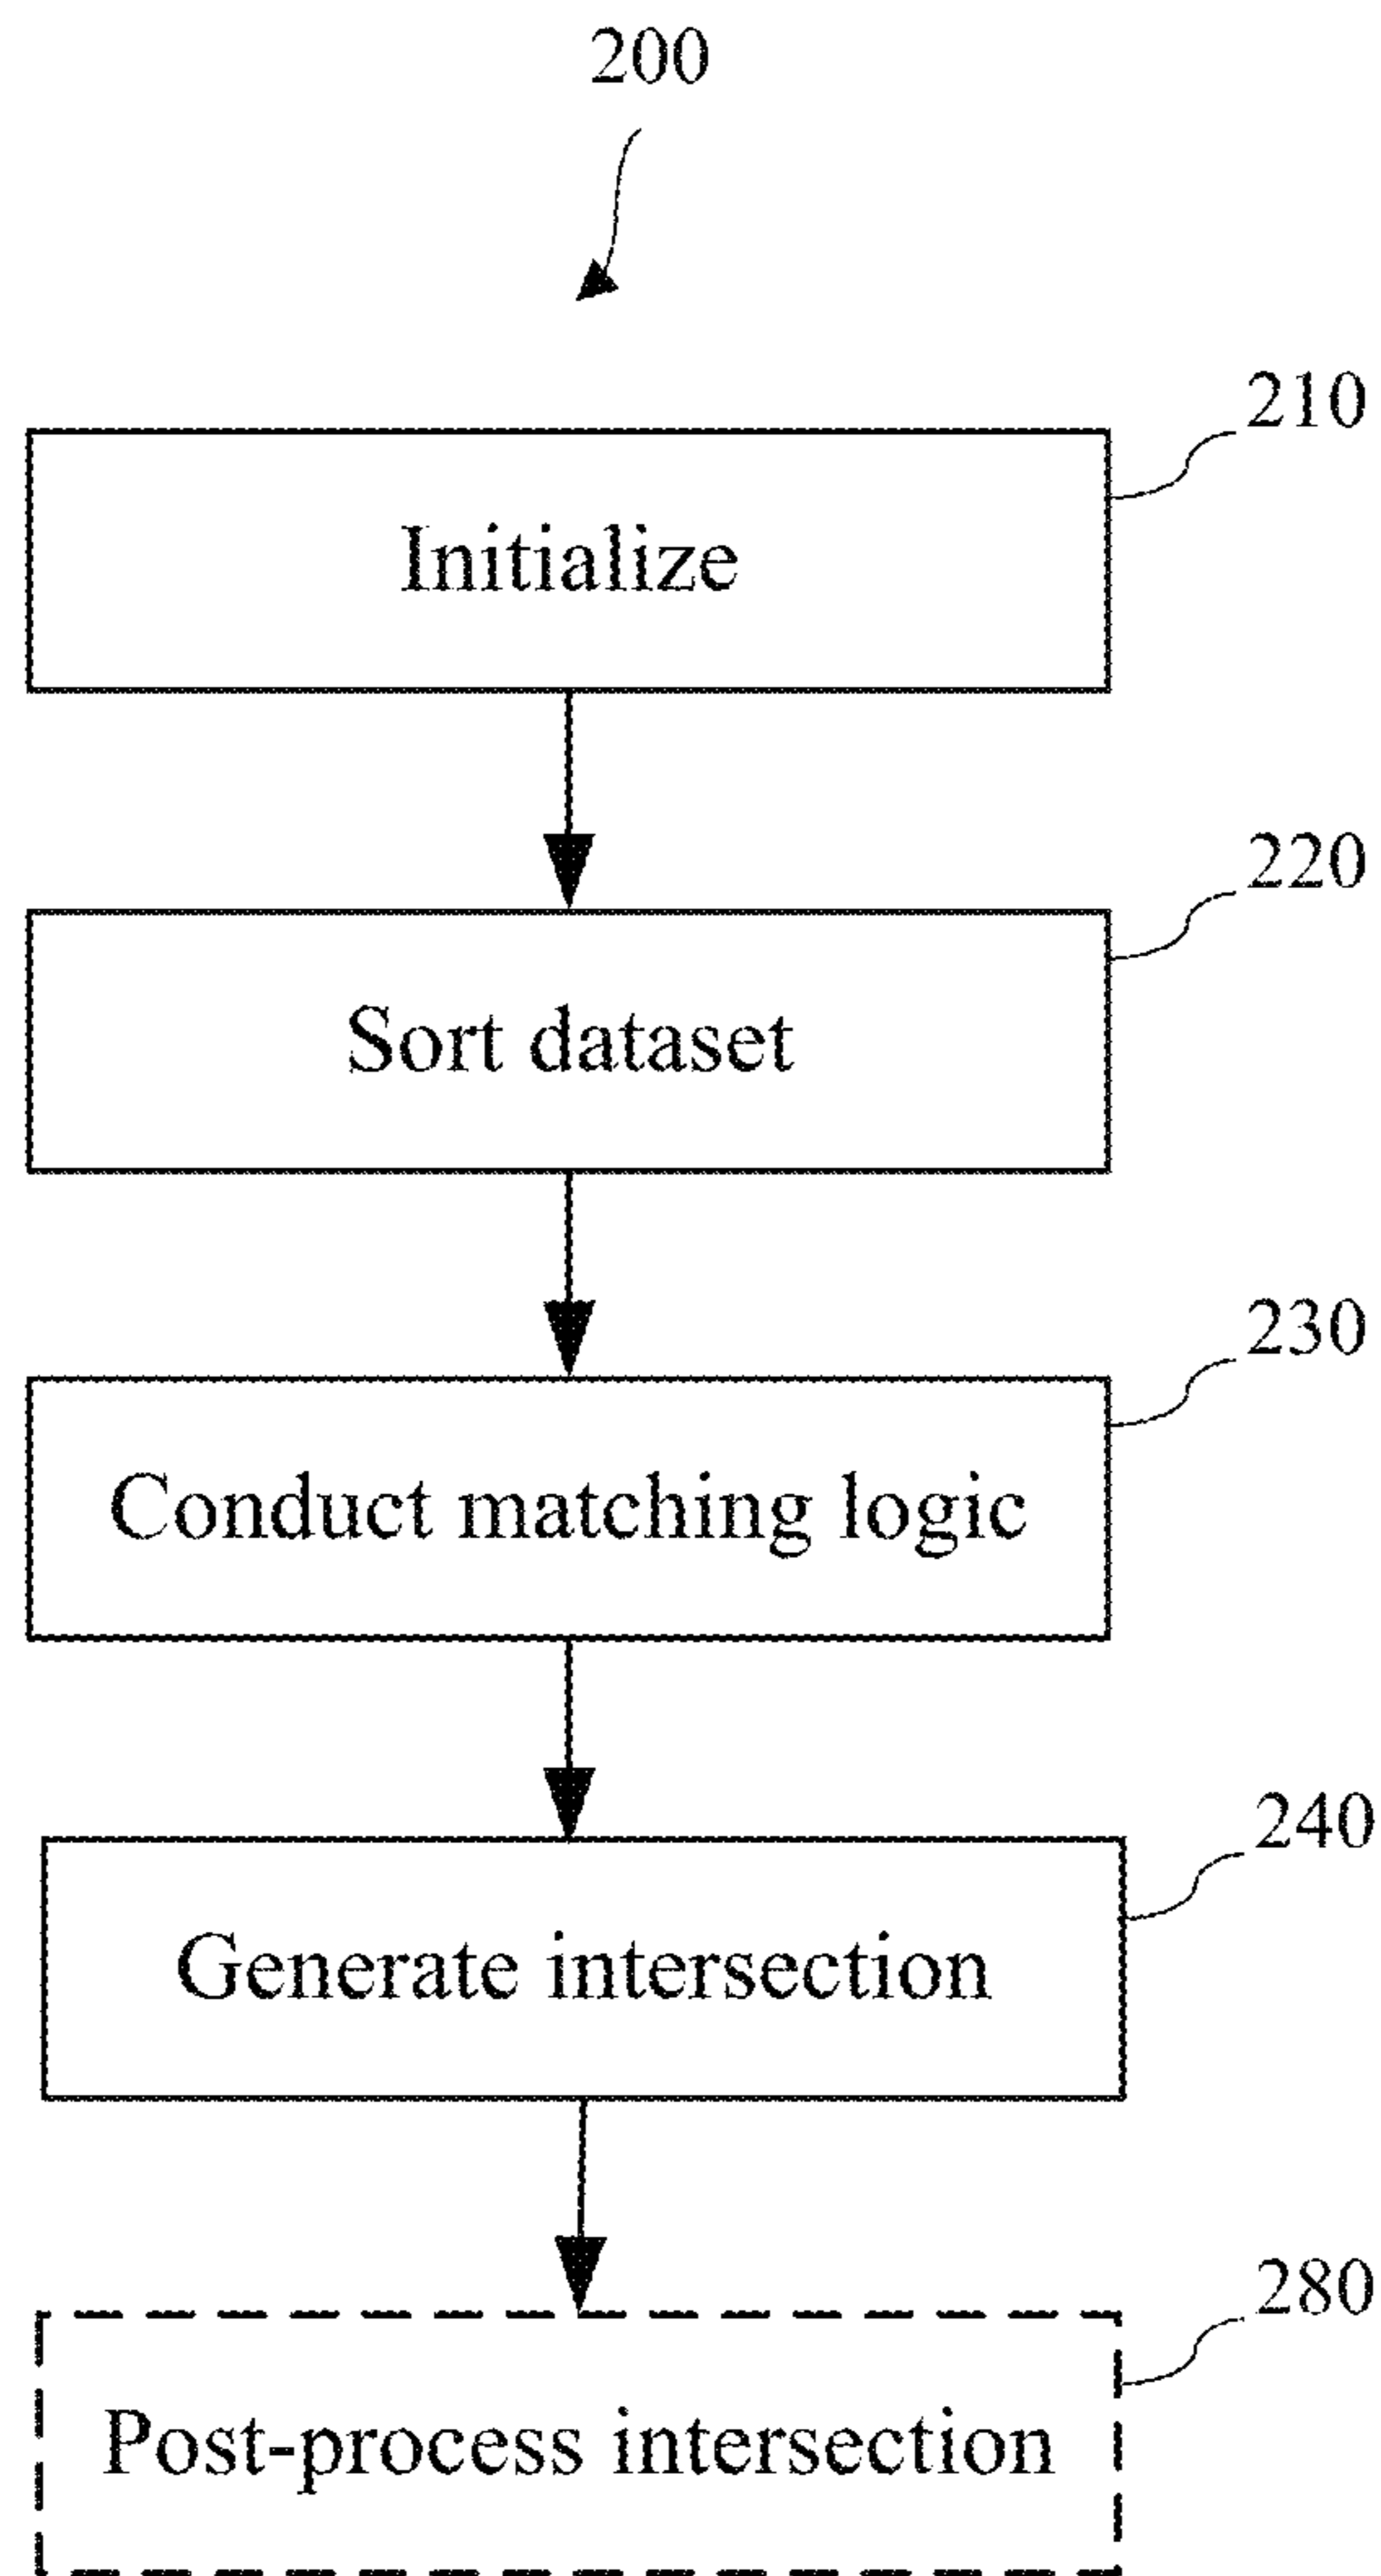 200
210
Initialize
220
Sort dataset
230
Conduct matching logic
240
Generate intersection
280
Post-process intersection